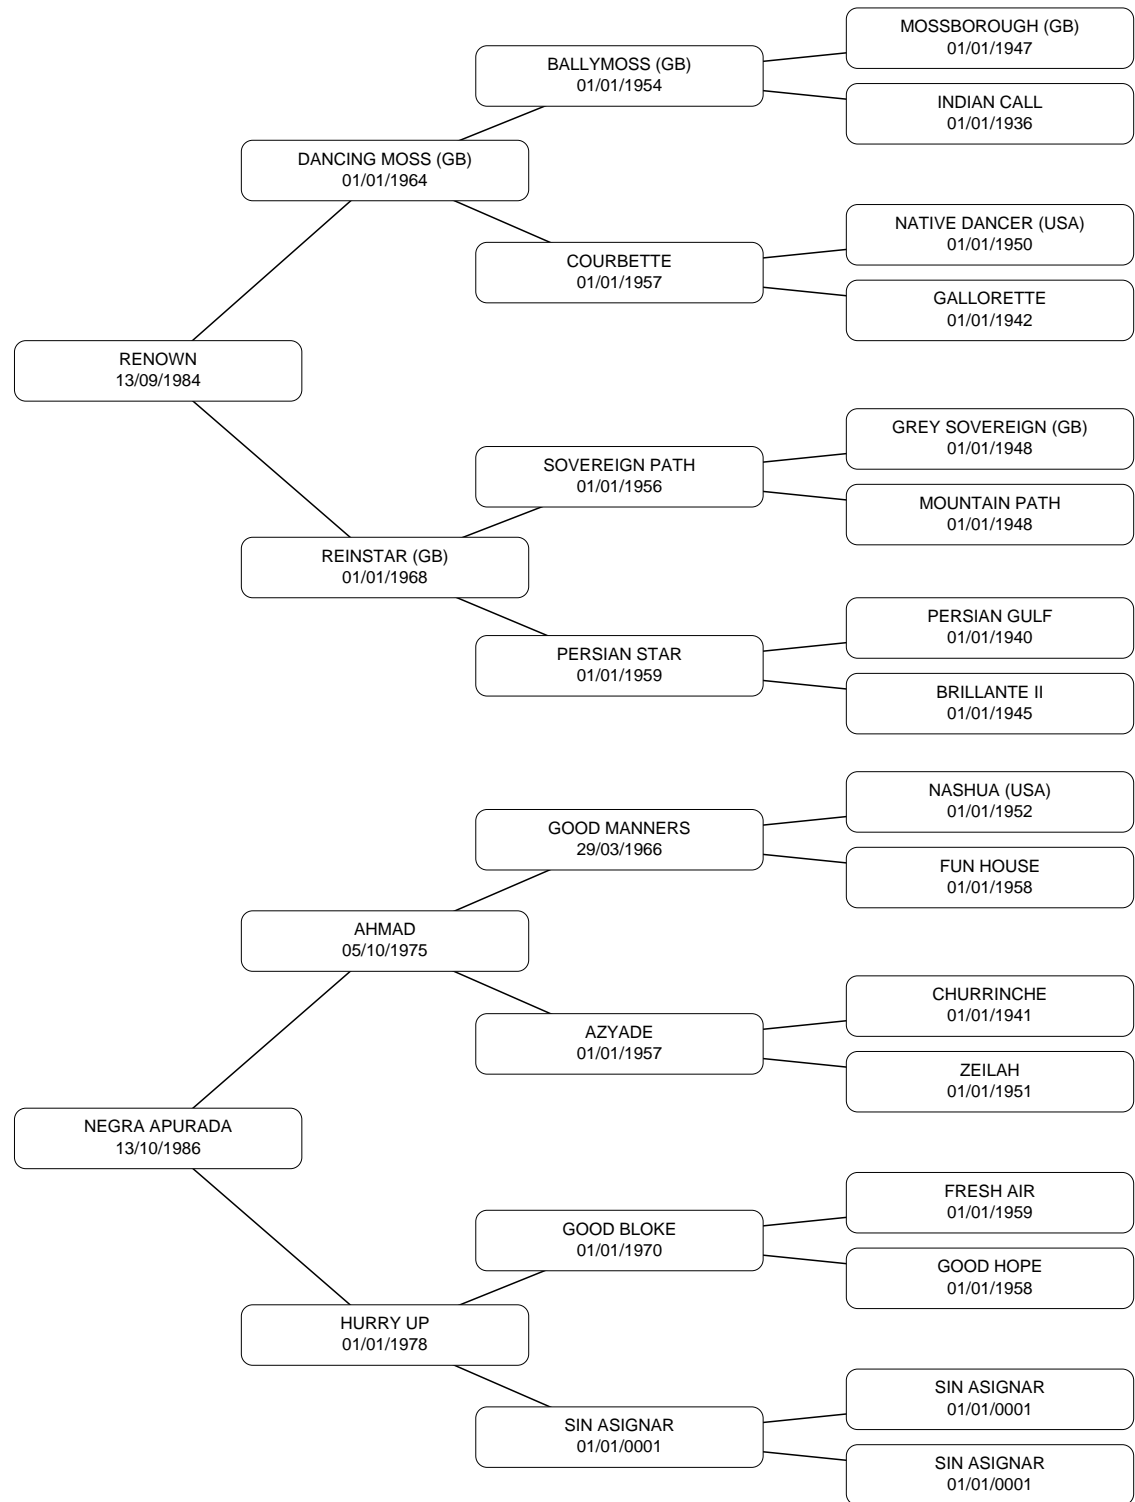 MOSSBOROUGH (GB)
01/01/1947
BALLYMOSS (GB)
01/01/1954
INDIAN CALL
01/01/1936
DANCING MOSS (GB)
01/01/1964
NATIVE DANCER (USA)
01/01/1950
COURBETTE
01/01/1957
GALLORETTE
01/01/1942
RENOWN
13/09/1984
GREY SOVEREIGN (GB)
01/01/1948
SOVEREIGN PATH
01/01/1956
MOUNTAIN PATH
01/01/1948
REINSTAR (GB)
01/01/1968
PERSIAN GULF
01/01/1940
PERSIAN STAR
01/01/1959
BRILLANTE II
01/01/1945
NASHUA (USA)
01/01/1952
GOOD MANNERS
29/03/1966
FUN HOUSE
01/01/1958
AHMAD
05/10/1975
CHURRINCHE
01/01/1941
AZYADE
01/01/1957
ZEILAH
01/01/1951
NEGRA APURADA
13/10/1986
FRESH AIR
01/01/1959
GOOD BLOKE
01/01/1970
GOOD HOPE
01/01/1958
HURRY UP
01/01/1978
SIN ASIGNAR
01/01/0001
SIN ASIGNAR
01/01/0001
SIN ASIGNAR
01/01/0001